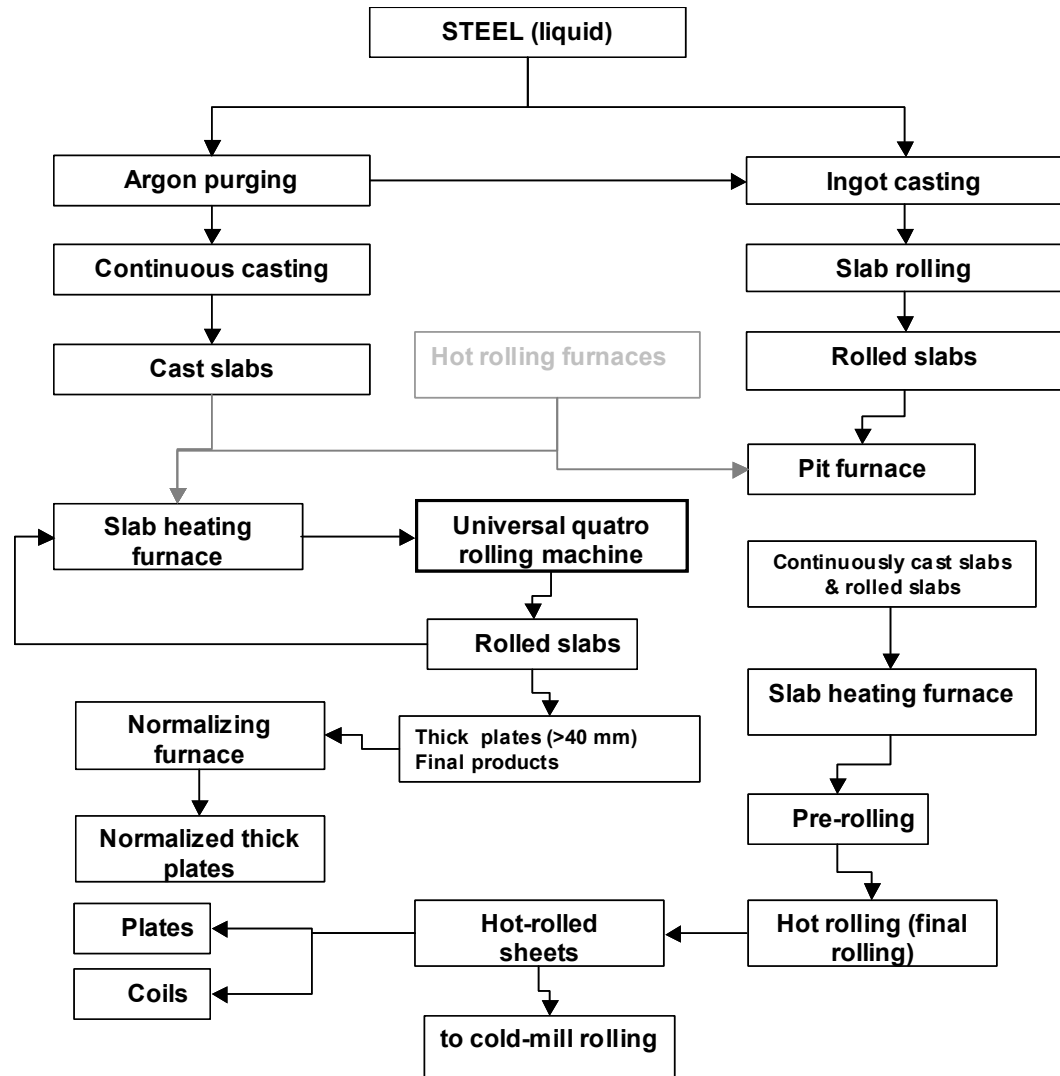 STEEL (liquid)
Argon purging
Ingot casting
Continuous casting
Slab rolling
Cast slabs
Hot rolling furnaces
Rolled slabs
Pit furnace
Slab heating
furnace
Universal quatro
rolling machine
Continuously cast slabs
& rolled slabs
Rolled slabs
Slab heating furnace
Normalizing
furnace
Thick plates (>40 mm)
Final products
Pre-rolling
Normalized thick
plates
Plates
Hot-rolled
sheets
Hot rolling (final
rolling)
Coils
to cold-mill rolling